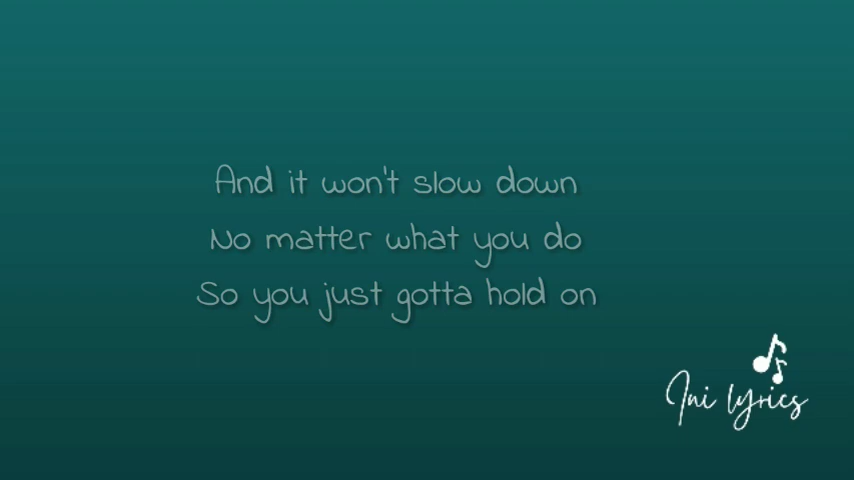 And it won't slow down
No matter what you do
So you just gotta hold on
Ini lyrics